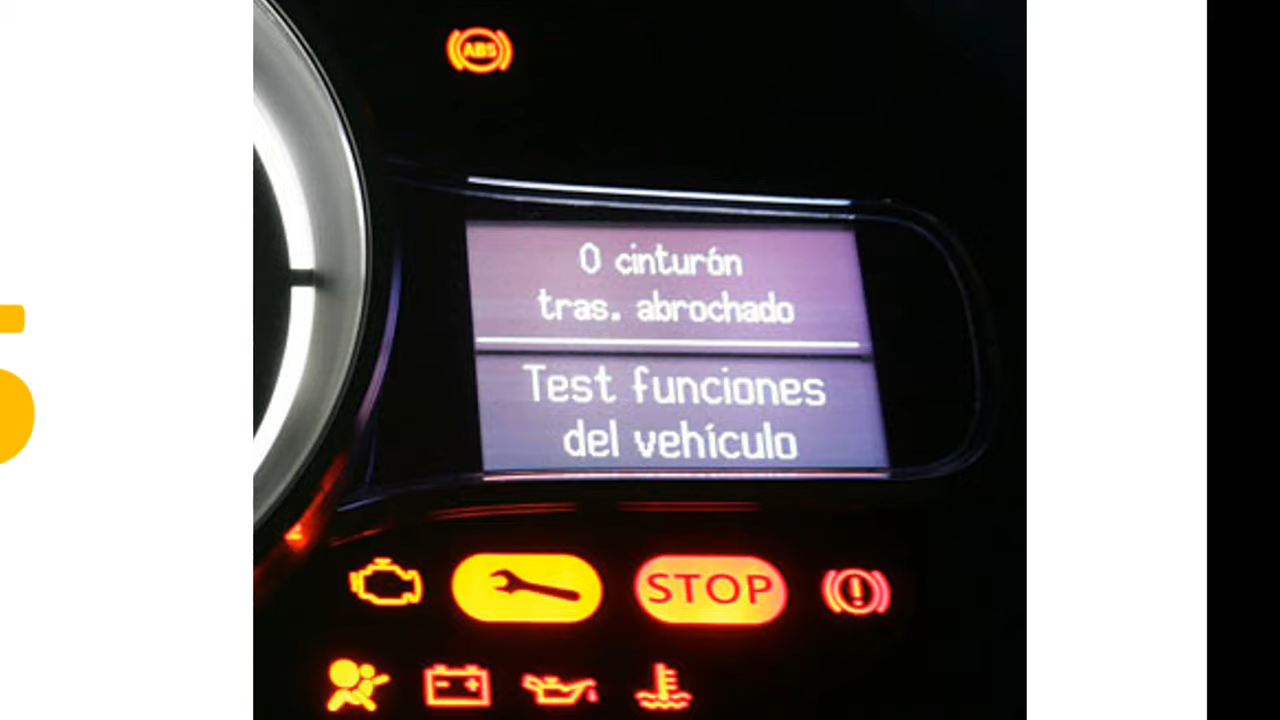 ABS
0 cinturón
tras. abrochado
Test funciones
del vehículo
STOP